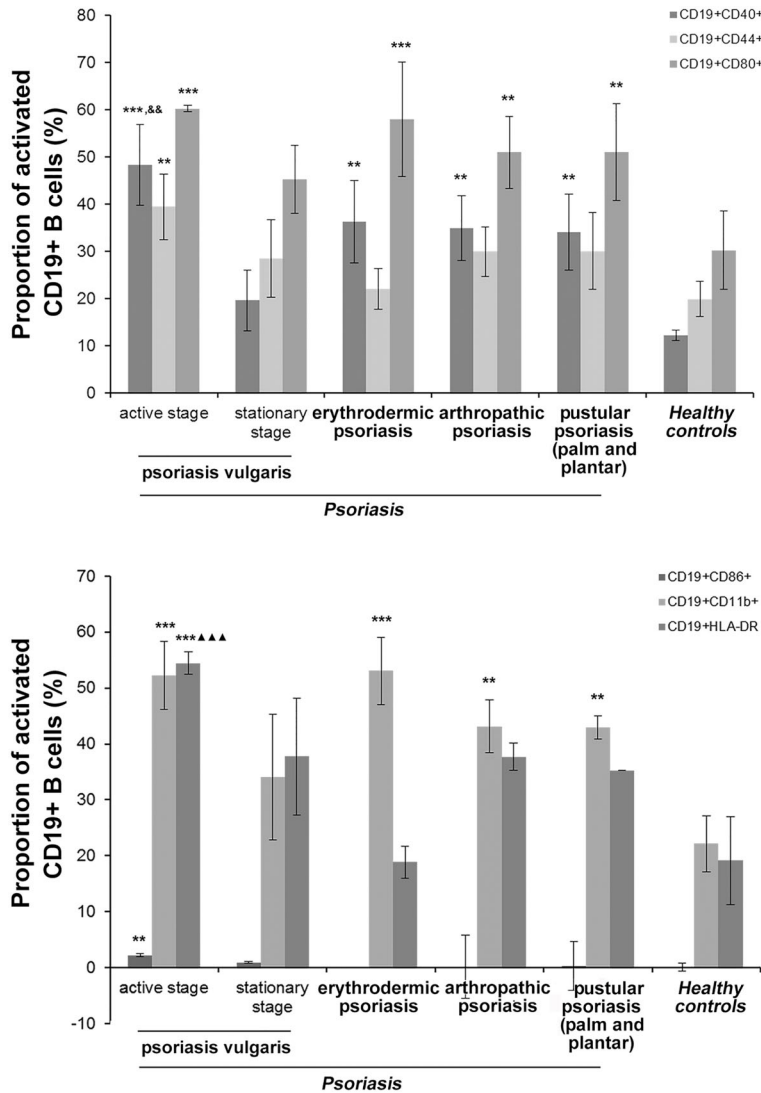 80
70
60
50
40
30
20
10
0
Proportion of activated
CD19+ B cells (%)
CD19+CD40+
CD19+CD44+
CD19+CD80+
***,&&
**
***
**
***
**
**
**
**
active stage
stationary
stage
erythrodermic
psoriasis
arthropathic
psoriasis
pustular
psoriasis
(palm and
plantar)
Healthy
controls
psoriasis vulgaris
Psoriasis
70
60
50
40
30
20
10
0
-10
Proportion of activated
CD19+ B cells (%)
CD19+CD86+
CD19+CD11b+
CD19+HLA-DR
**
***
***▲▲▲
***
**
**
active stage
stationary
stage
erythrodermic
psoriasis
arthropathic
psoriasis
pustular
psoriasis
(palm and
plantar)
Healthy
controls
psoriasis vulgaris
Psoriasis